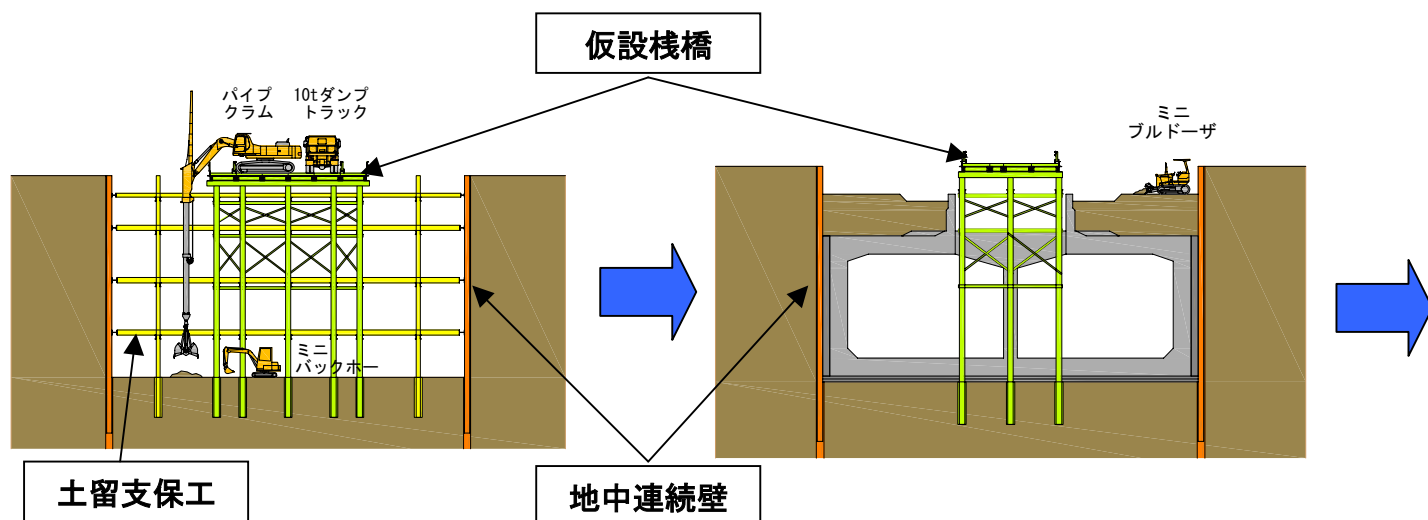 仮設桟橋
パイプ
クラム
10tダンプ
トラック
ミニ
ブルドーザ
ミニ
バックホー
土留支保工
地中連続壁